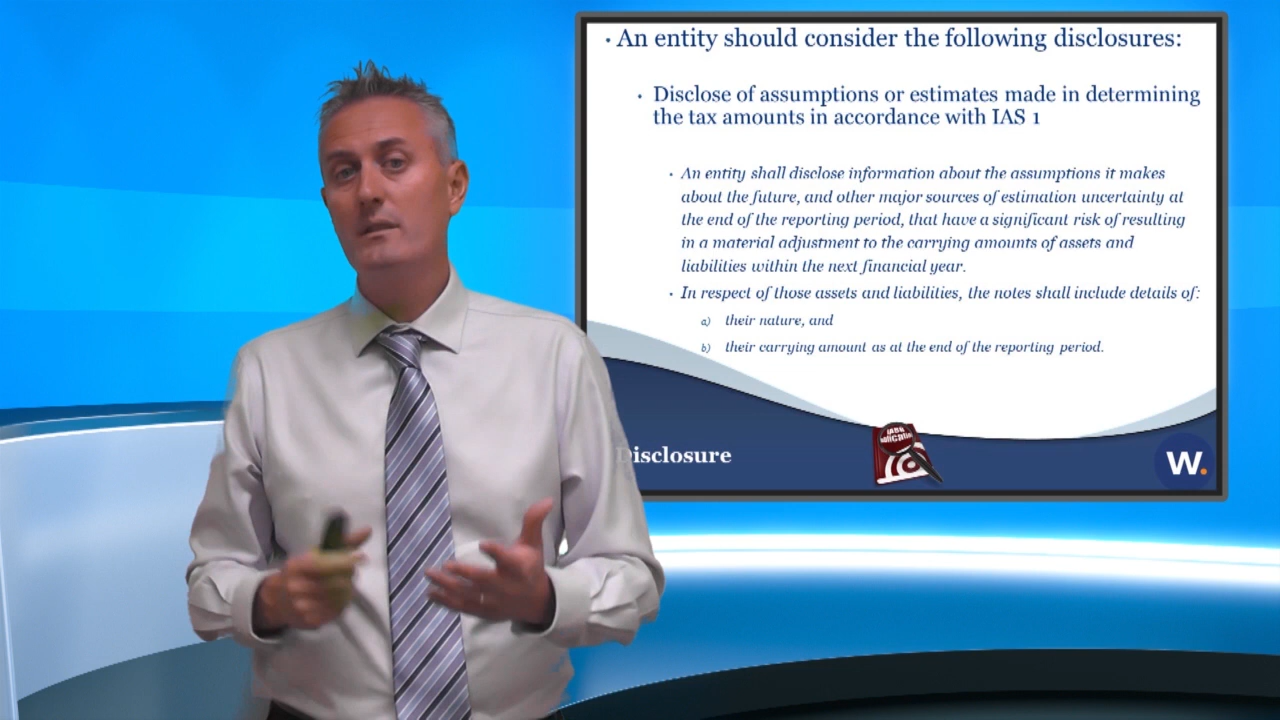 An entity should consider the following disclosures:
Disclose of assumptions or estimates made in determining
the tax amounts in accordance with IAS 1
An entity shall disclose information about the assumptions it makes
about the future, and other major sources of estimation uncertainty at
the end of the reporting period, that have a significant risk of resulting
in a material adjustment to the carrying amounts of assets and
liabilities within the next financial year.
In respect of those assets and liabilities, the notes shall include details of:
a) their nature, and
b) their carrying amount as at the end of the reporting period.
Disclosure
W.